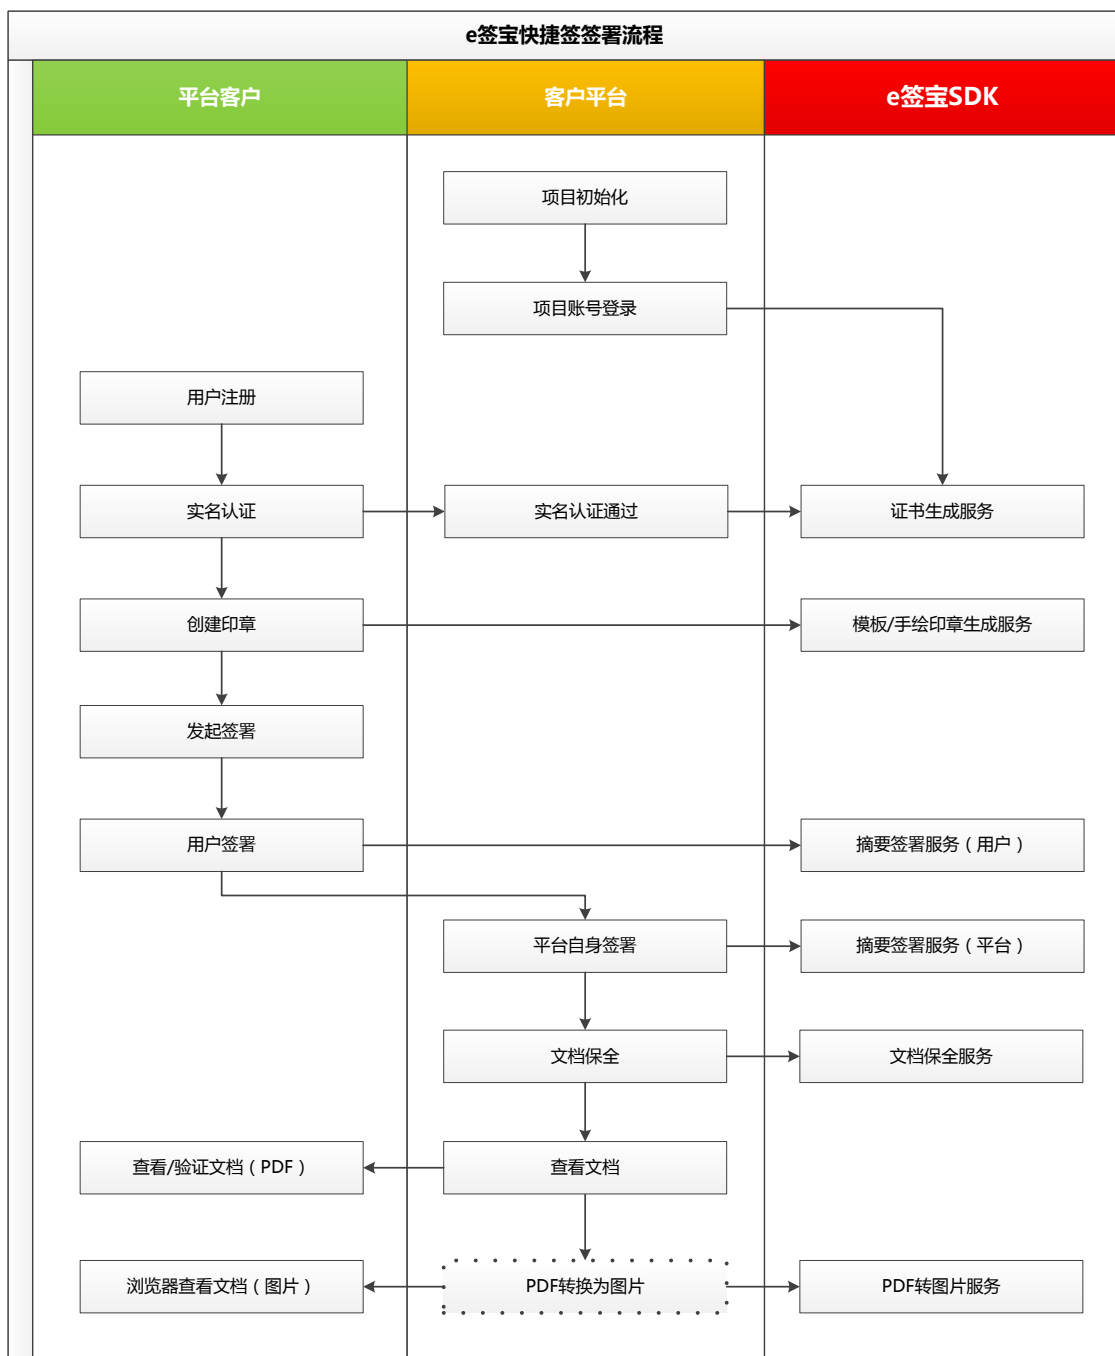 e签宝快捷签签署流程
平台客户
客户平台
e签宝SDK
项目初始化
项目账号登录
用户注册
实名认证
实名认证通过
证书生成服务
创建印章
模板/手绘印章生成服务
发起签署
用户签署
摘要签署服务（用户）
平台自身签署
摘要签署服务（平台）
文档保全
文档保全服务
查看/验证文档（PDF）
查看文档
浏览器查看文档（图片）
PDF转换为图片
PDF转图片服务